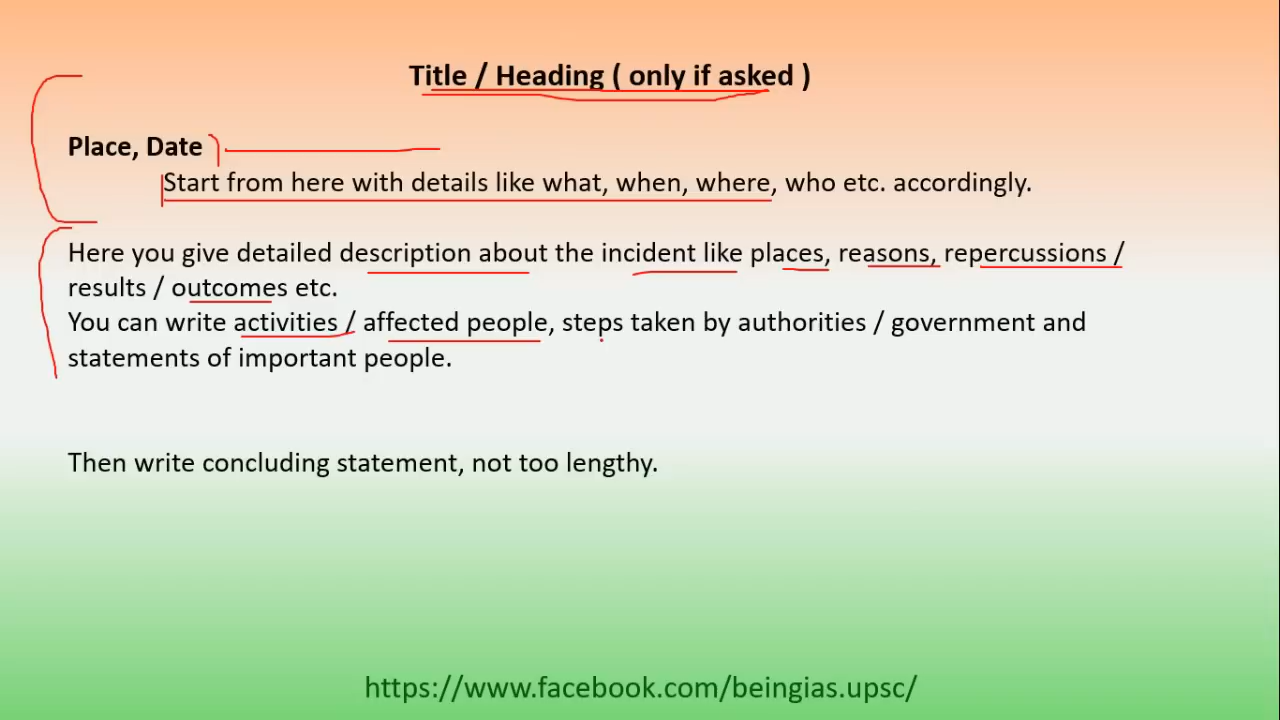 Title / Heading ( only if asked )
Place, Date
Start from here with details like what, when, where, who etc. accordingly.
Here you give detailed description about the incident like places, reasons, repercussions /
results / outcomes etc.
You can write activities / affected people, steps taken by authorities / government and
statements of important people.
Then write concluding statement, not too lengthy.
https://www.facebook.com/beingias.upsc/